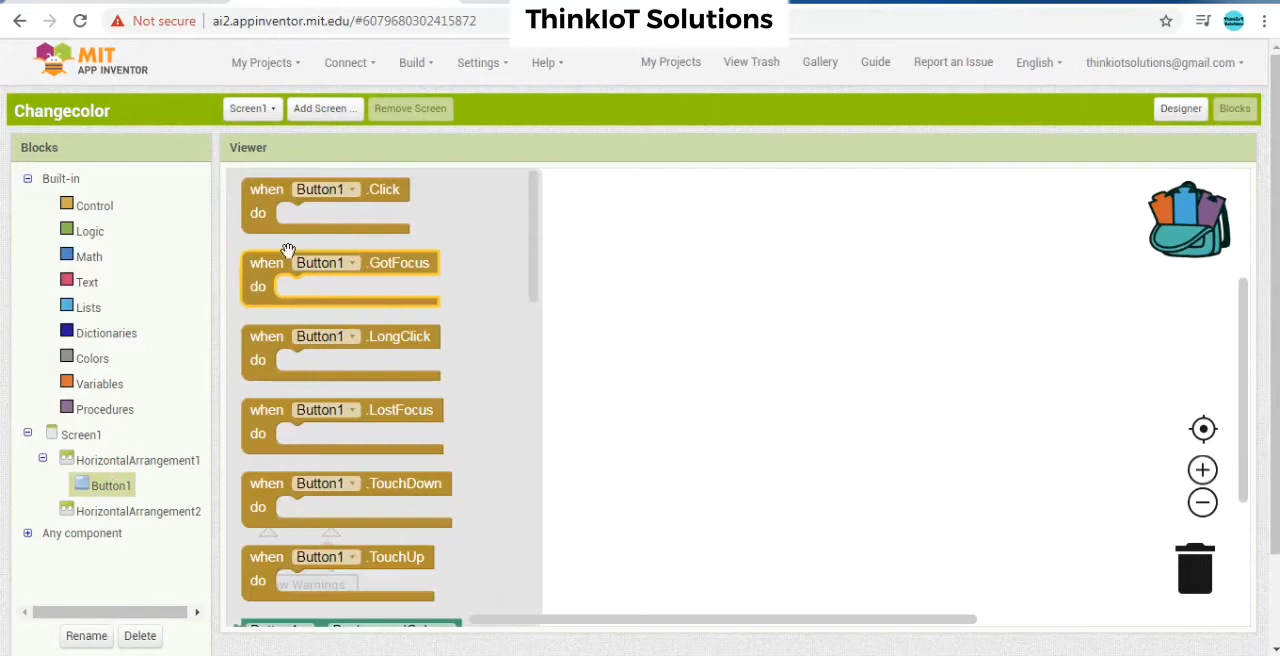 ThinkIoT Solutions
Not secure ai2.appinventor.mit.edu/#6079680302415872
MIT
APP INVENTOR
My Projects Connect Build Settings Help My Projects View Trash Gallery Guide Report an Issue English thinkiotsolutions@gmail.com
Changecolor Screen1 Add Screen ... Remove Screen Designer Blocks
Blocks
Built-in
Control
Logic
Math
Text
Lists
Dictionaries
Colors
Variables
Procedures
Screen1
HorizontalArrangement1
Button1
HorizontalArrangement2
Any component
Rename Delete
Viewer
when Button1 .Click
do
when Button1 .GotFocus
do
when Button1 .LongClick
do
when Button1 .LostFocus
do
when Button1 .TouchDown
do
when Button1 .TouchUp
do
Warnings